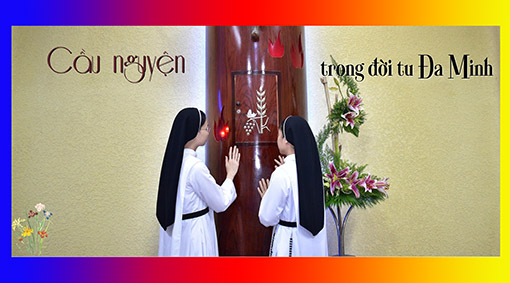 Cầu nguyện
trong đời tu Đa Minh